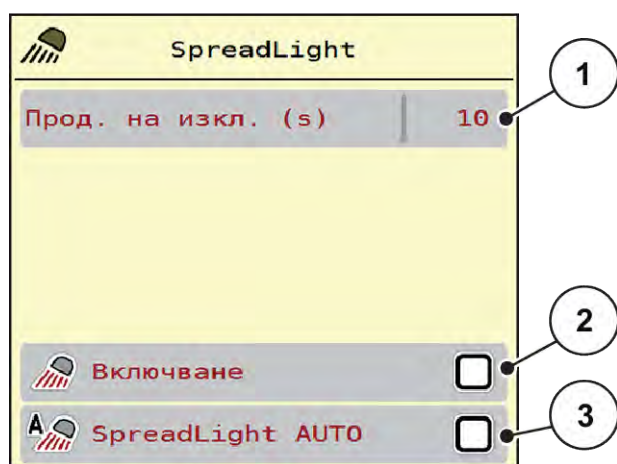 SpreadLight
Прод. на изкл. (s) 10
1
Включване
2
A SpreadLight AUTO
3